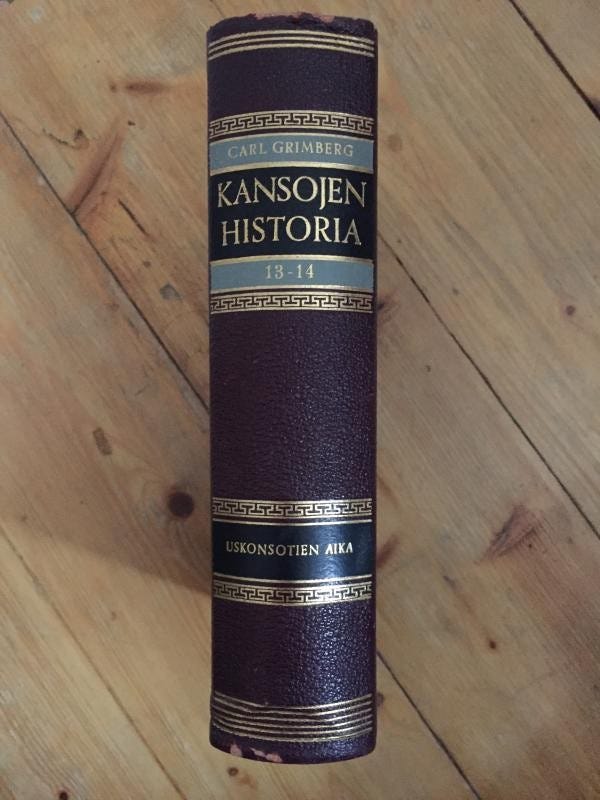 CARL GRIMBERG
KANSOJEN
HISTORIA
13-14
USKONSOTIEN AIKA